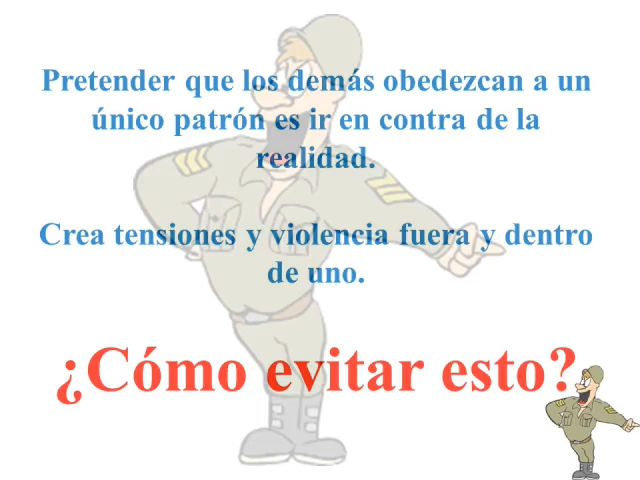 Pretender que los demás obedezcan a un
único patrón es ir en contra de la
realidad.
Crea tensiones y violencia fuera y dentro
de uno.
¿Cómo evitar esto?